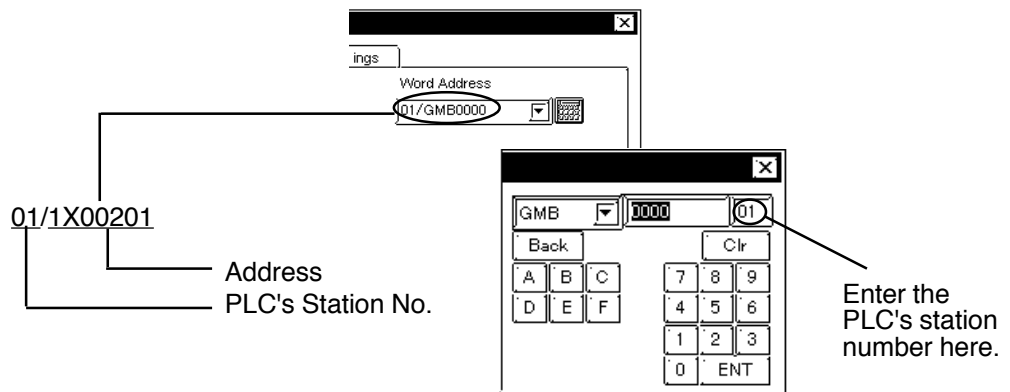 ings
Word Address
01/GMB0000
GMB 0000 01
Back Clr
A B C 7 8 9
D E F 4 5 6
1 2 3
0 ENT
01/1X00201
Address
PLC's Station No.
Enter the
PLC's station
number here.